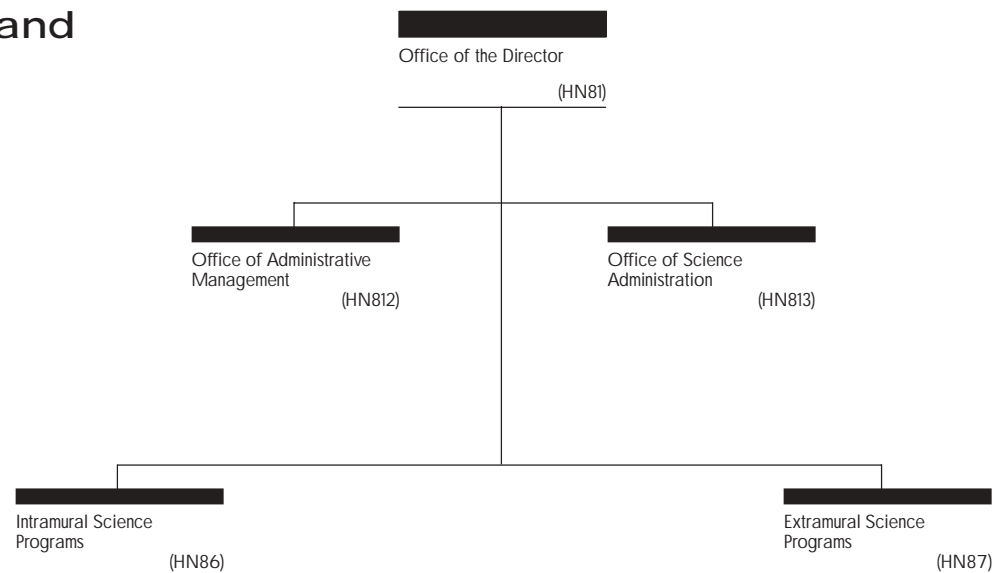 and
Office of the Director
(HN81)
Office of Administrative
Management
(HN812)
Office of Science
Administration
(HN813)
Intramural Science
Programs
(HN86)
Extramural Science
Programs
(HN87)